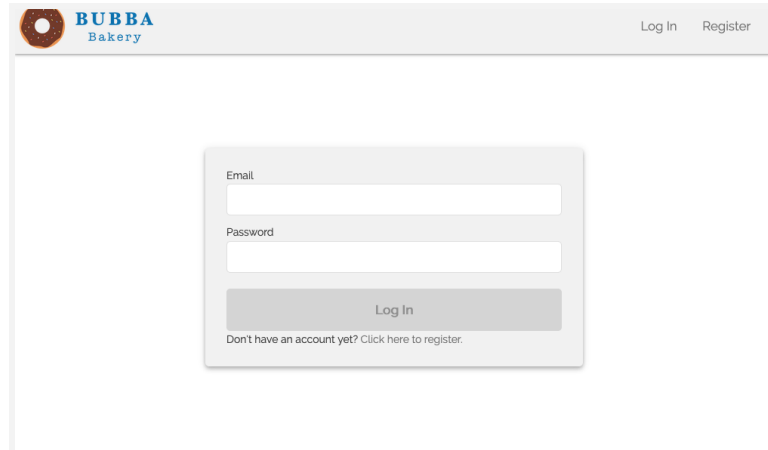 BUBBA
Bakery
Log In Register
Email
Password
Log In
Don't have an account yet? Click here to register.